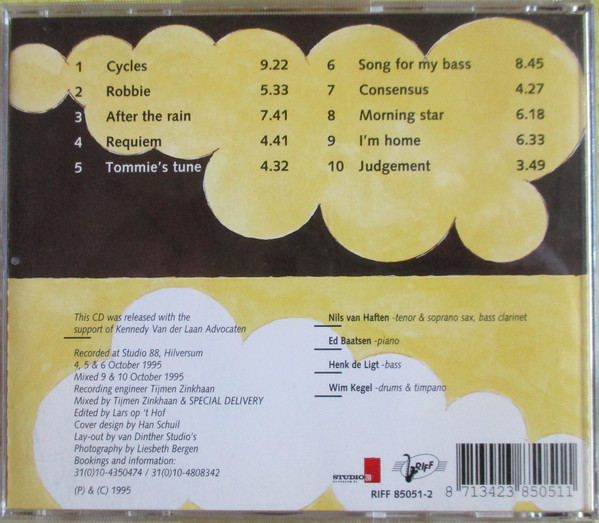 1 Cycles 9.22
2 Robbie 5.33
3 After the rain 7.41
4 Requiem 4.41
5 Tommie's tune 4.32
6 Song for my bass 8.45
7 Consensus 4.27
8 Morning star 6.18
9 I'm home 6.33
10 Judgement 3.49
This CD was released with the
support of Kennedy Van der Laan Advocaten
Recorded at Studio 88, Hilversum
4, 5 & 6 October 1995
Mixed 9 & 10 October 1995
Recording engineer Tijmen Zinkhaan
Mixed by Tijmen Zinkhaan & SPECIAL DELIVERY
Edited by Lars op 't Hof
Cover design by Han Schuil
Lay-out by van Dinther Studio's
Photography by Liesbeth Bergen
Bookings and information:
31(0)10-4350474 / 31(0)10-4808342
(P) & (C) 1995
Nils van Haften -tenor & soprano sax, bass clarinet
Ed Baatsen -piano
Henk de Ligt -bass
Wim Kegel -drums & timpano
STUDIO
RIFF
RIFF 85051-2
8 713423 850511